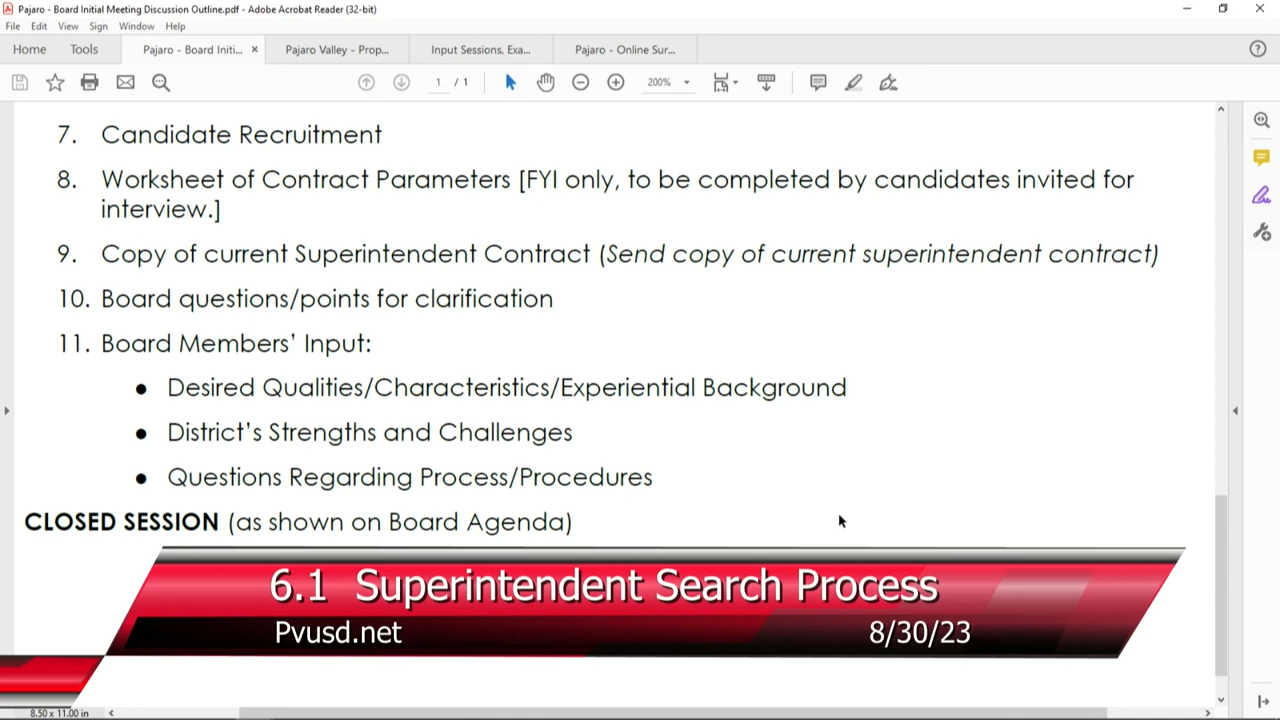 Pajaro - Board Initial Meeting Discussion Outline.pdf - Adobe Acrobat Reader (32-bit)
File Edit View Sign Window Help
Home Tools Pajaro - Board Initi... × Pajaro Valley - Prop... Input Sessions, Exa... Pajaro - Online Sur...
1 / 1 200%
7. Candidate Recruitment
8. Worksheet of Contract Parameters [FYI only, to be completed by candidates invited for
interview.]
9. Copy of current Superintendent Contract (Send copy of current superintendent contract)
10. Board questions/points for clarification
11. Board Members’ Input:
● Desired Qualities/Characteristics/Experiential Background
● District’s Strengths and Challenges
● Questions Regarding Process/Procedures
CLOSED SESSION (as shown on Board Agenda)
6.1 Superintendent Search Process
Pvusd.net 8/30/23
8.50 x 11.00 in